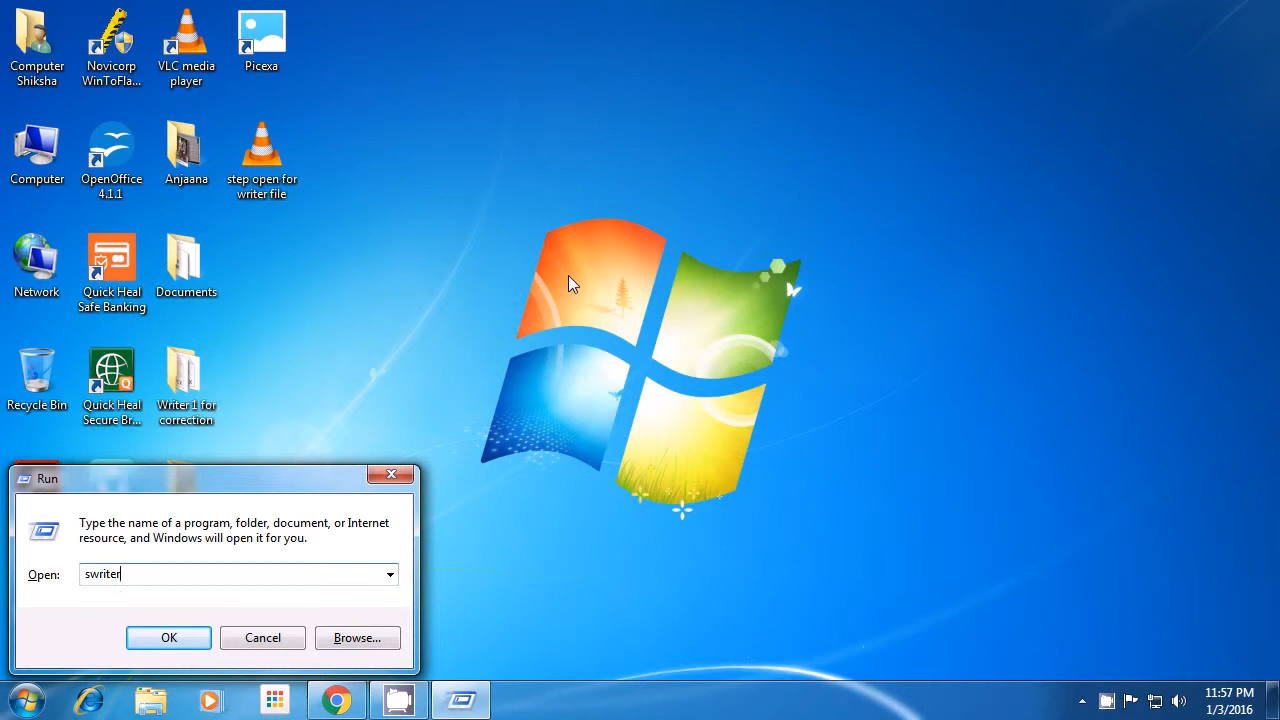 Computer
Shiksha
Novicorp
WinToFla...
VLC media
player
Picexa
Computer
OpenOffice
4.1.1
Anjaana
step open for
writer file
Network
Quick Heal
Safe Banking
Documents
Recycle Bin
Quick Heal
Secure Br...
Writer 1 for
correction
Run
Type the name of a program, folder, document, or Internet
resource, and Windows will open it for you.
Open:
swriter
OK
Cancel
Browse...
11:57 PM
1/3/2016